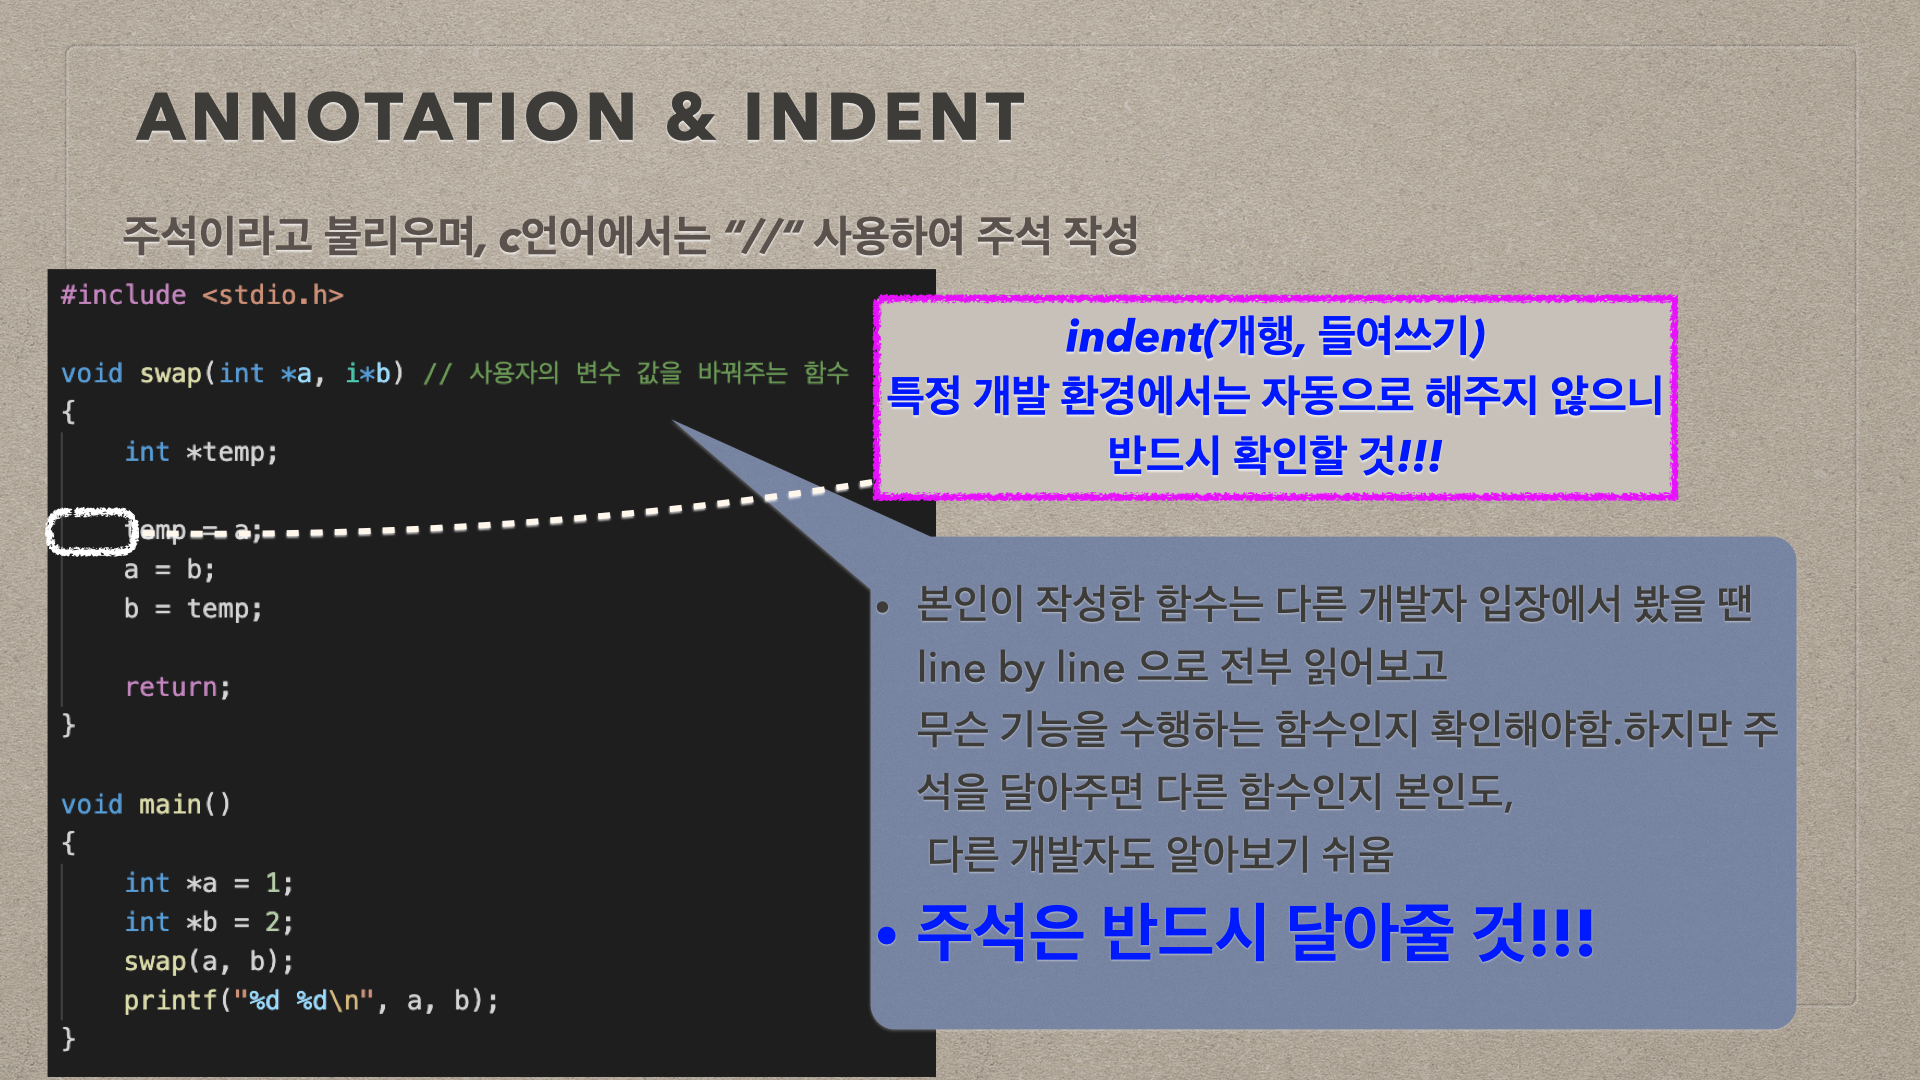 ANNOTATION & INDENT
주석이라고 불리우며, c언어에서는 “//“ 사용하여 주석 작성
#include <stdio.h>
void swap(int *a, i*b) // 사용자의 변수 값을 바꿔주는 함수
{
int *temp;
temp = a;
a = b;
b = temp;
return;
}
void main()
{
int *a = 1;
int *b = 2;
swap(a, b);
printf("%d %d\n", a, b);
}
indent(개행, 들여쓰기)
특정 개발 환경에서는 자동으로 해주지 않으니
반드시 확인할 것!!!
• 본인이 작성한 함수는 다른 개발자 입장에서 봤을 땐
line by line 으로 전부 읽어보고
무슨 기능을 수행하는 함수인지 확인해야함.하지만 주
석을 달아주면 다른 함수인지 본인도,
다른 개발자도 알아보기 쉬움
• 주석은 반드시 달아줄 것!!!